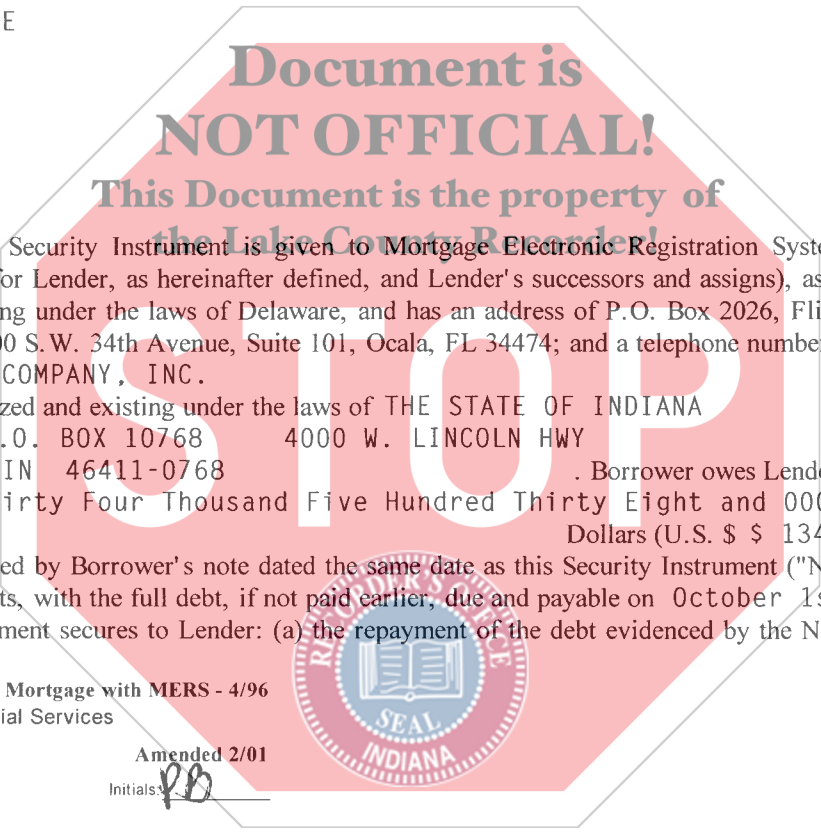 E
Document is
NOT OFFICIAL!
This Document is the property of
the Lake County Recorder!
Security Instrument is given to Mortgage Electronic Registration Syste
or Lender, as hereinafter defined, and Lender's successors and assigns), as
ng under the laws of Delaware, and has an address of P.O. Box 2026, Fli
00 S.W. 34th Avenue, Suite 101, Ocala, FL 34474; and a telephone number
COMPANY, INC.
zed and existing under the laws of THE STATE OF INDIANA
.O. BOX 10768 4000 W. LINCOLN HWY
IN 46411-0768 . Borrower owes Lende
irty Four Thousand Five Hundred Thirty Eight and 000
Dollars (U.S. $ $ 134
ed by Borrower's note dated the same date as this Security Instrument ("N
ts, with the full debt, if not paid earlier, due and payable on October 1s
ment secures to Lender: (a) the repayment of the debt evidenced by the N
STOP
RECORDER'S OFFICE
SEAL
INDIANA
Mortgage with MERS - 4/96
ial Services
Amended 2/01
Initials: PB